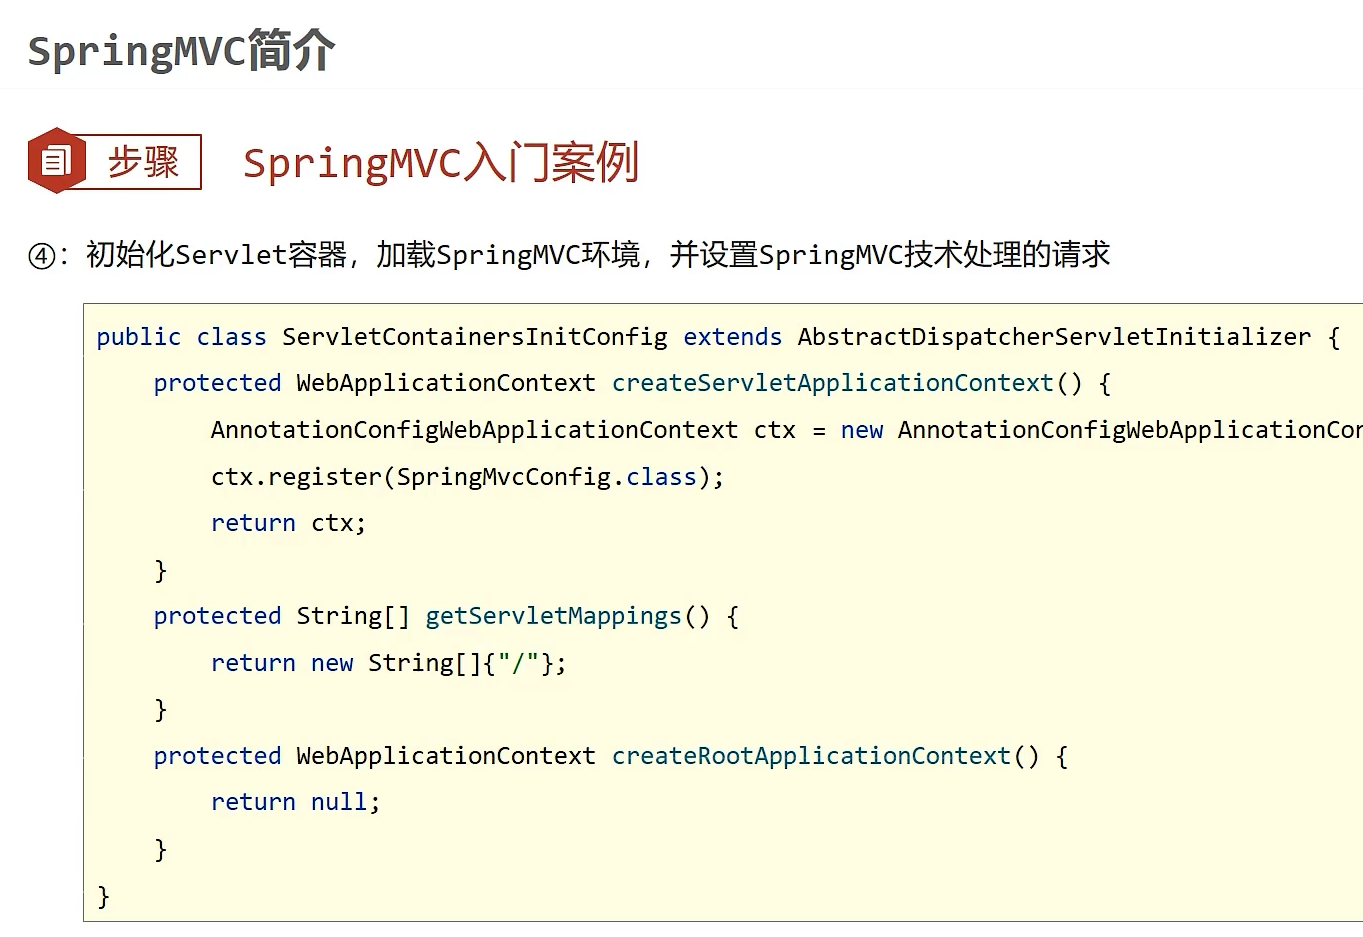 SpringMVC简介
步骤
SpringMVC入门案例
④：初始化Servlet容器，加载SpringMVC环境，并设置SpringMVC技术处理的请求
public class ServletContainersInitConfig extends AbstractDispatcherServletInitializer {
    protected WebApplicationContext createServletApplicationContext() {
        AnnotationConfigWebApplicationContext ctx = new AnnotationConfigWebApplicationCon
        ctx.register(SpringMvcConfig.class);
        return ctx;
    }
    protected String[] getServletMappings() {
        return new String[]{"/"};
    }
    protected WebApplicationContext createRootApplicationContext() {
        return null;
    }
}